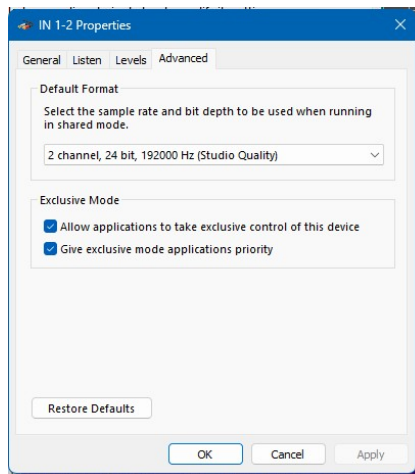 IN 1-2 Properties
General Listen Levels Advanced
Default Format
Select the sample rate and bit depth to be used when running
in shared mode.
2 channel, 24 bit, 192000 Hz (Studio Quality)
Exclusive Mode
Allow applications to take exclusive control of this device
Give exclusive mode applications priority
Restore Defaults
OK Cancel Apply